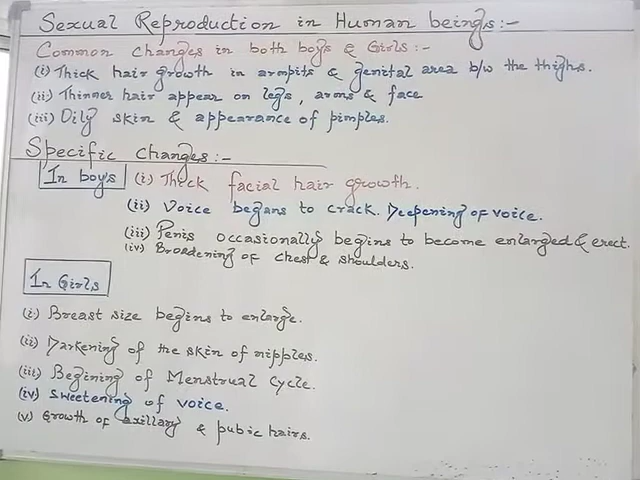 Sexual Reproduction in Human beings:-
Common changes in both boys & Girls:-
(i) Thick hair growth in armpits & genital area b/w the thighs.
(ii) Thinner hair appear on legs, arms & face
(iii) Oily skin & appearance of pimples.
Specific changes:-
In boys (i) Thick facial hair growth.
(ii) Voice begans to crack. Deepening of voice.
(iii) Penis occasionally begins to become enlarged & erect.
(iv) Broadening of chest & shoulders.
In Girls
(i) Breast size begins to enlarge.
(ii) Darkening of the skin of nipples.
(iii) Begining of Menstrual Cycle.
(iv) Sweetening of voice.
(v) Growth of axillary & pubic hairs.